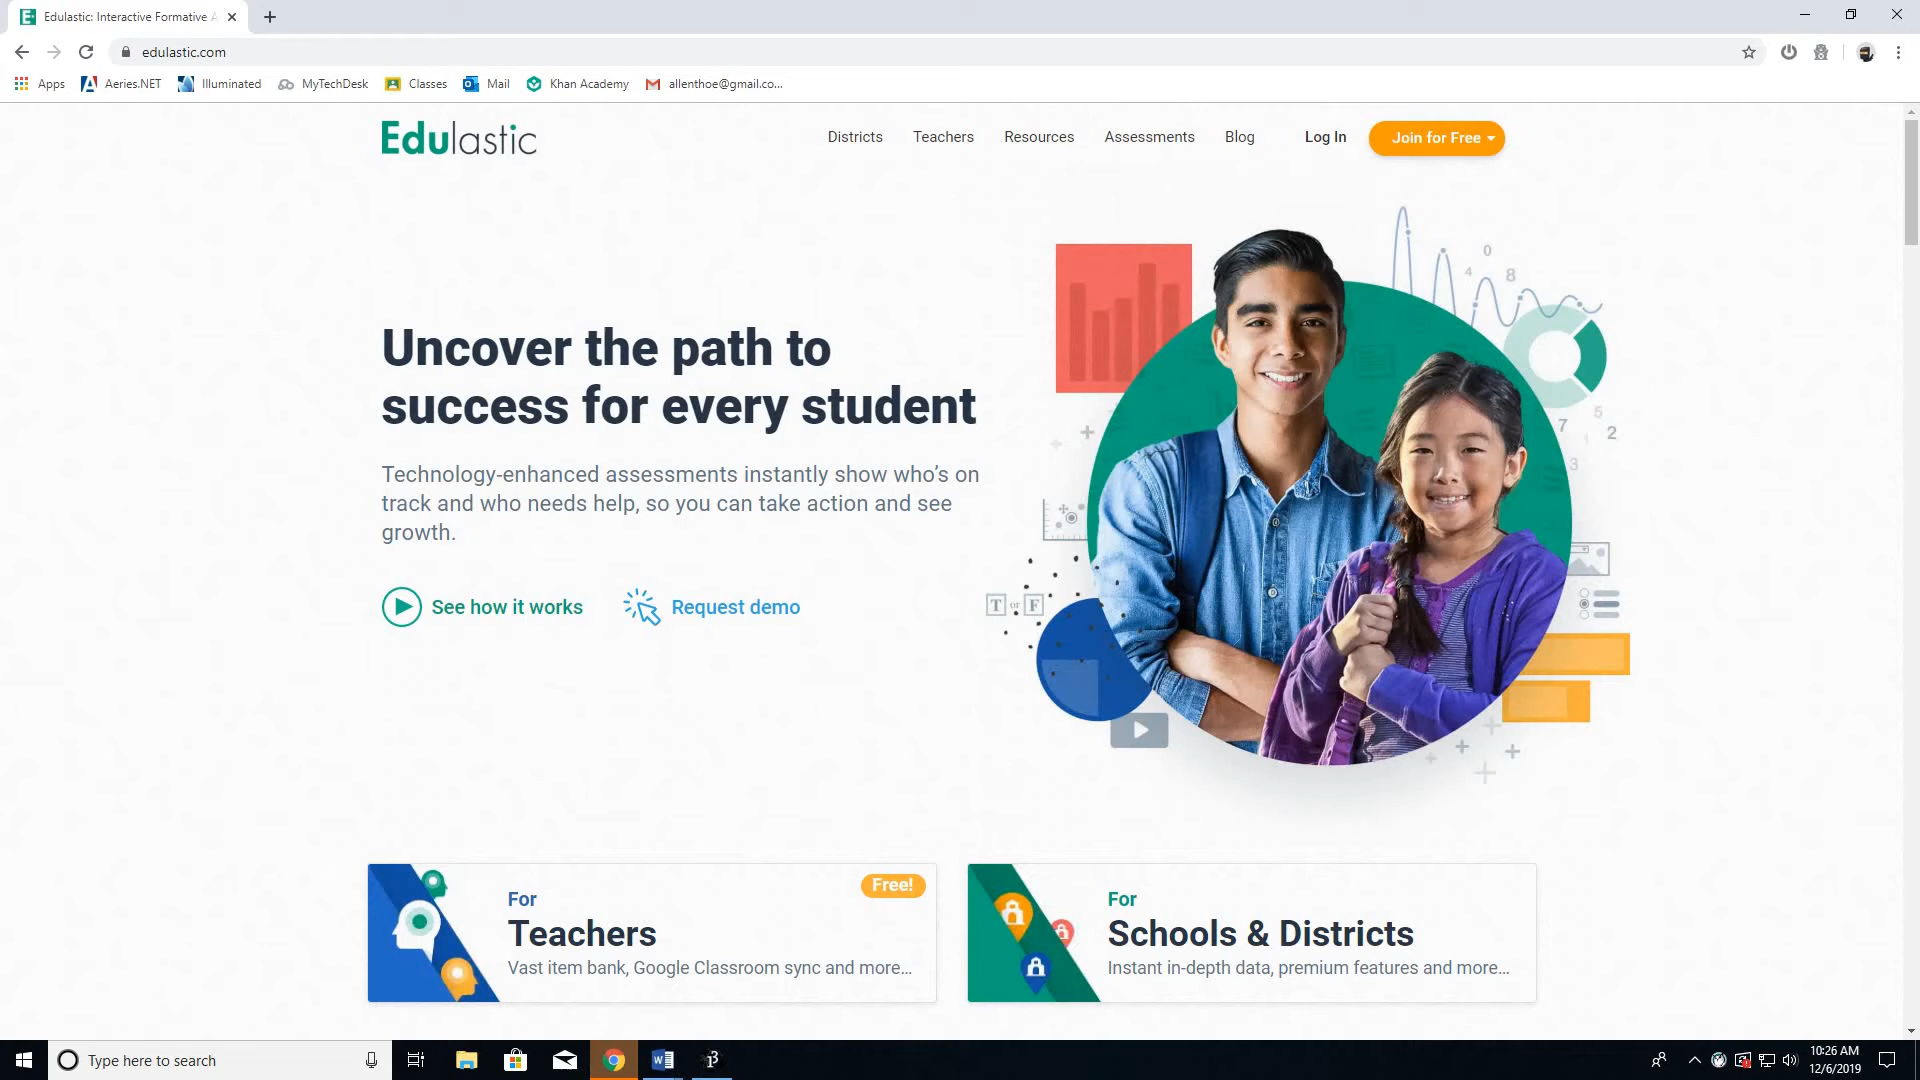 Edulastic: Interactive Formative A
edulastic.com
Apps
Aeries.NET
Illuminated
MyTechDesk
Classes
Mail
Khan Academy
allenthoe@gmail.co...
Edulastic
Districts
Teachers
Resources
Assessments
Blog
Log In
Join for Free
Uncover the path to
success for every student
Technology-enhanced assessments instantly show who's on
track and who needs help, so you can take action and see
growth.
See how it works
Request demo
0
4
8
7
5
2
3
T or F
For
Free!
Teachers
Vast item bank, Google Classroom sync and more...
For
Schools & Districts
Instant in-depth data, premium features and more...
Type here to search
10:26 AM
12/6/2019